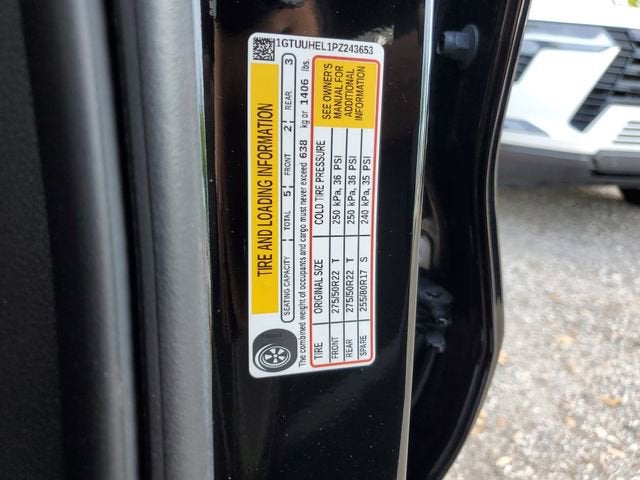 1GTUUHEL1PZ243653
TIRE AND LOADING INFORMATION
SEATING CAPACITY TOTAL 5 FRONT 2 REAR 3
The combined weight of occupants and cargo must never exceed 638 kg or 1406 lbs.
TIRE ORIGINAL SIZE COLD TIRE PRESSURE
FRONT 275/50R22 T 250 kPa, 36 PSI
REAR 275/50R22 T 250 kPa, 36 PSI
SPARE 255/80R17 S 240 kPa, 35 PSI
SEE OWNER'S
MANUAL FOR
ADDITIONAL
INFORMATION